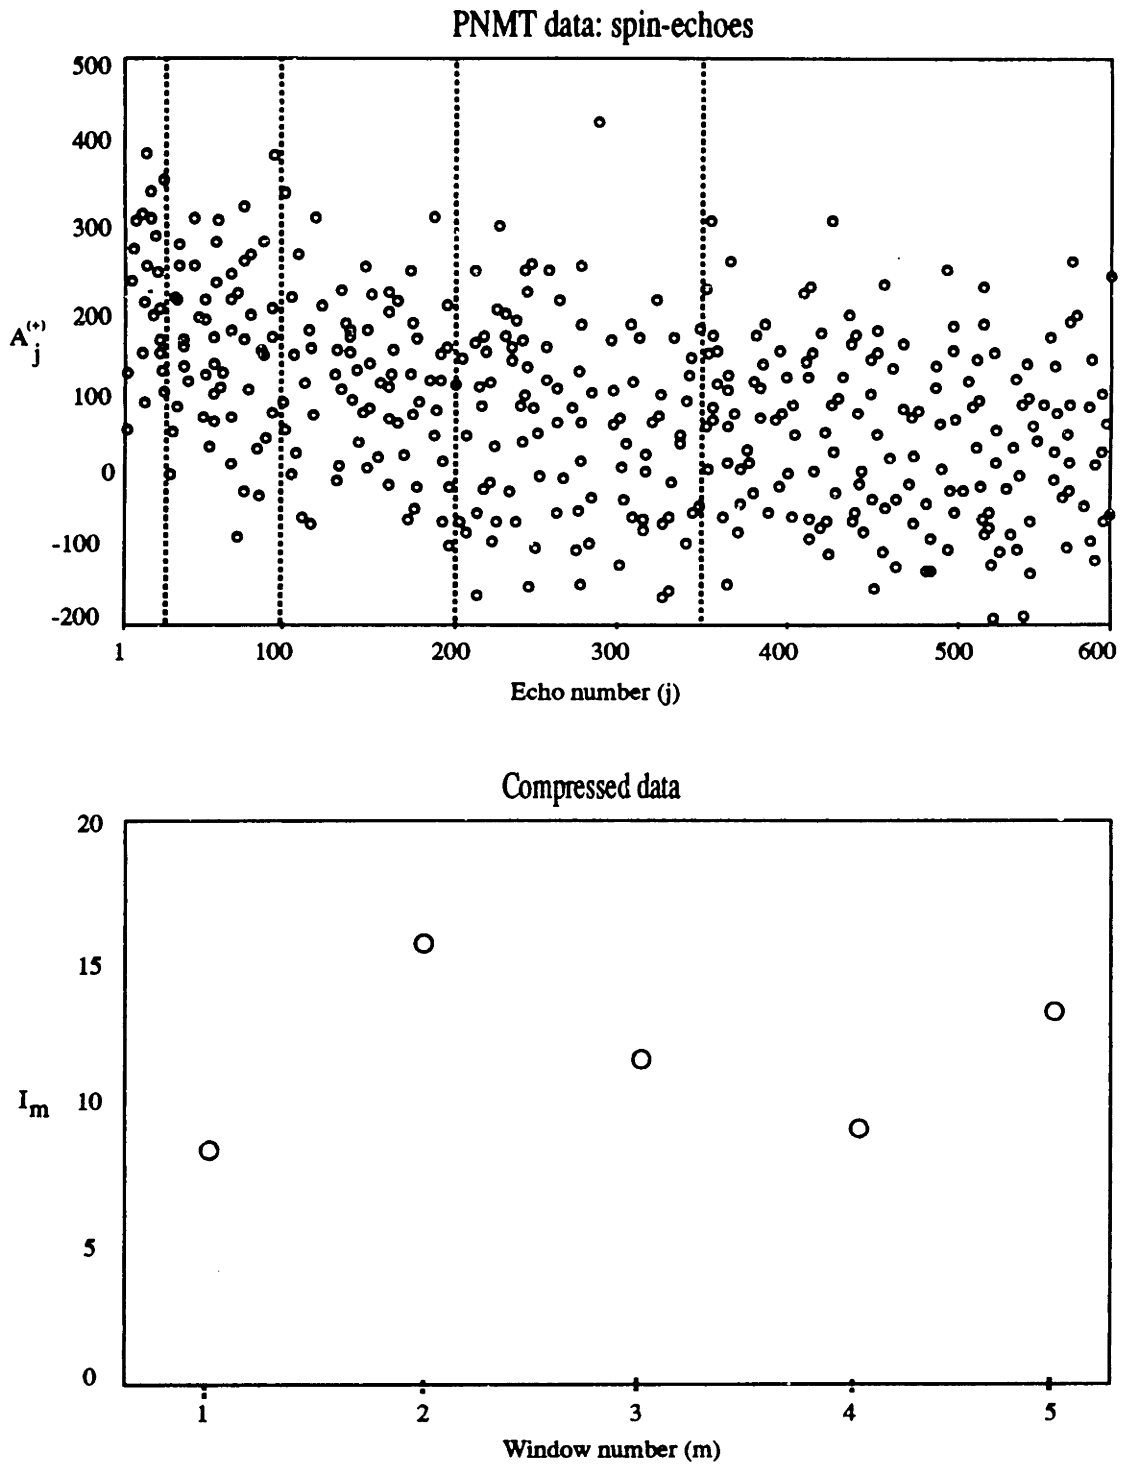 PNMT data: spin-echoes
500
400
300
200
100
0
-100
-200
A_j^(+)
1 100 200 300 400 500 600
Echo number (j)
Compressed data
20
15
10
5
0
I_m
1 2 3 4 5
Window number (m)